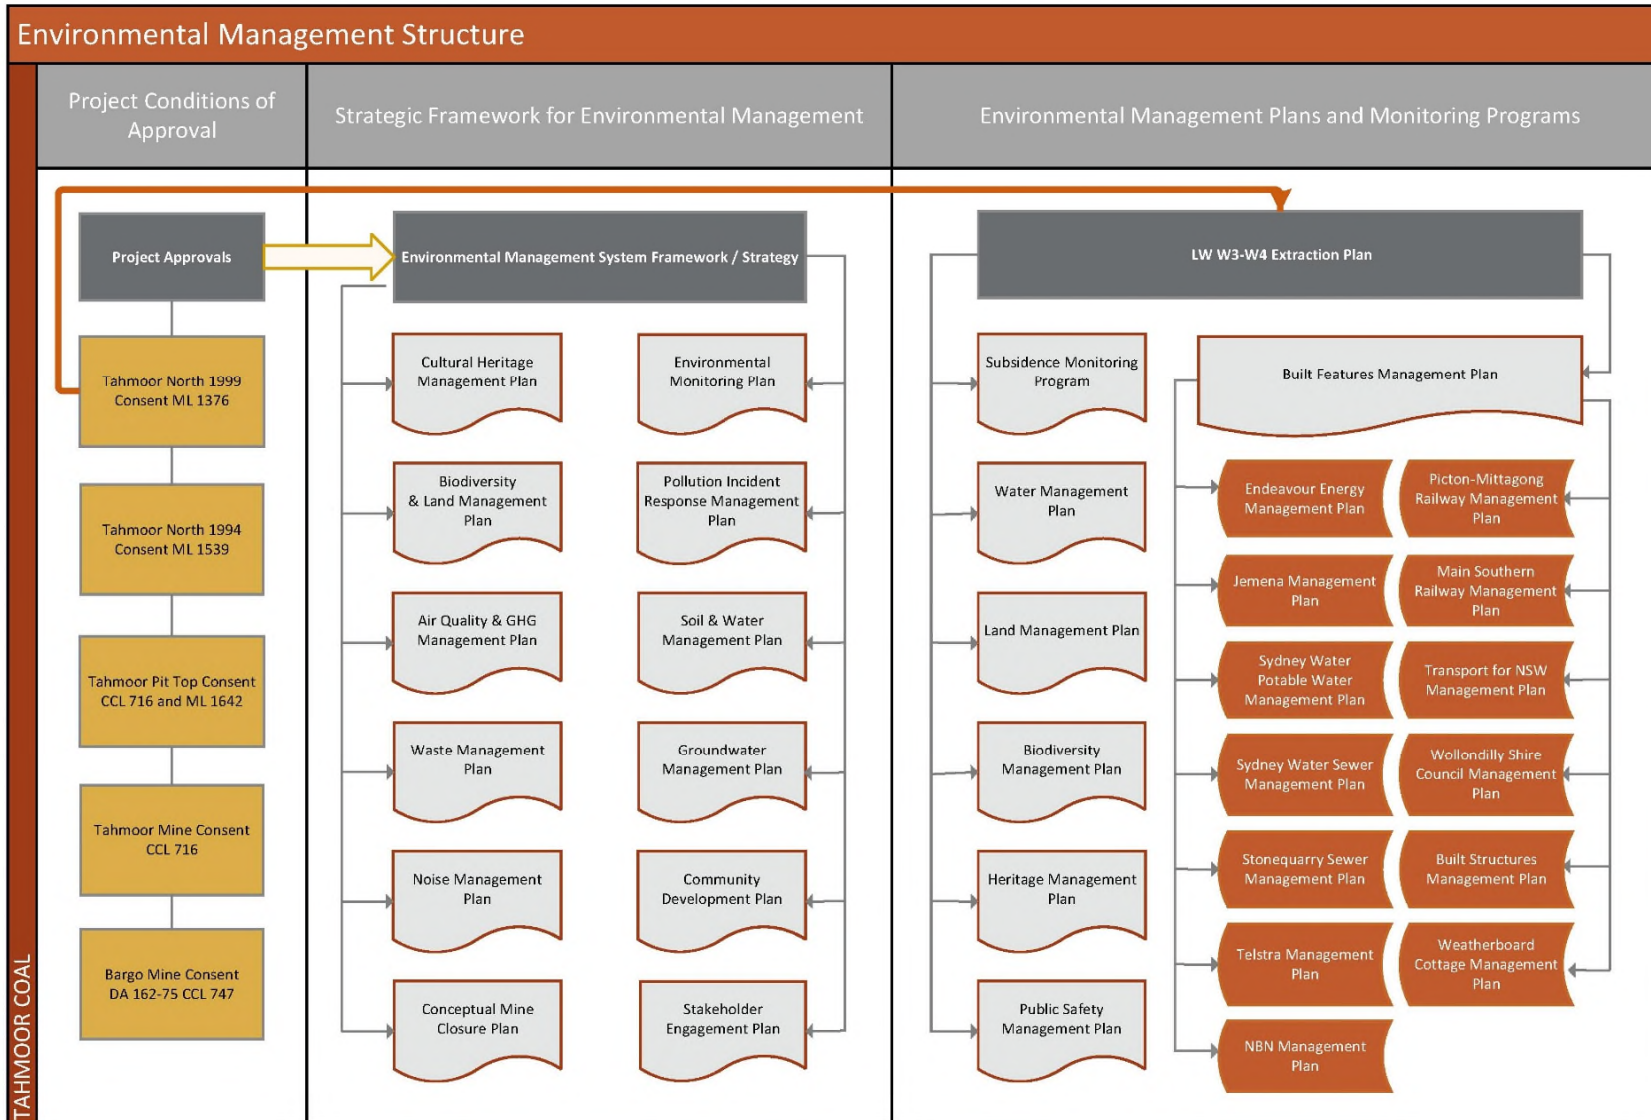 Environmental Management Structure
TAHMOOR COAL
Project Conditions of
Approval
Strategic Framework for Environmental Management
Environmental Management Plans and Monitoring Programs
Project Approvals
Tahmoor North 1999
Consent ML 1376
Tahmoor North 1994
Consent ML 1539
Tahmoor Pit Top Consent
CCL 716 and ML 1642
Tahmoor Mine Consent
CCL 716
Bargo Mine Consent
DA 162-75 CCL 747
Environmental Management System Framework / Strategy
Cultural Heritage
Management Plan
Biodiversity
& Land Management
Plan
Air Quality & GHG
Management Plan
Waste Management
Plan
Noise Management
Plan
Conceptual Mine
Closure Plan
Environmental
Monitoring Plan
Pollution Incident
Response Management
Plan
Soil & Water
Management Plan
Groundwater
Management Plan
Community
Development Plan
Stakeholder
Engagement Plan
LW W3-W4 Extraction Plan
Subsidence Monitoring
Program
Water Management
Plan
Land Management Plan
Biodiversity
Management Plan
Heritage Management
Plan
Public Safety
Management Plan
Built Features Management Plan
Endeavour Energy
Management Plan
Jemena Management
Plan
Sydney Water
Potable Water
Management Plan
Sydney Water Sewer
Management Plan
Stonequarry Sewer
Management Plan
Telstra Management
Plan
NBN Management
Plan
Picton-Mittagong
Railway Management
Plan
Main Southern
Railway Management
Plan
Transport for NSW
Management Plan
Wollondilly Shire
Council Management
Plan
Built Structures
Management Plan
Weatherboard
Cottage Management
Plan